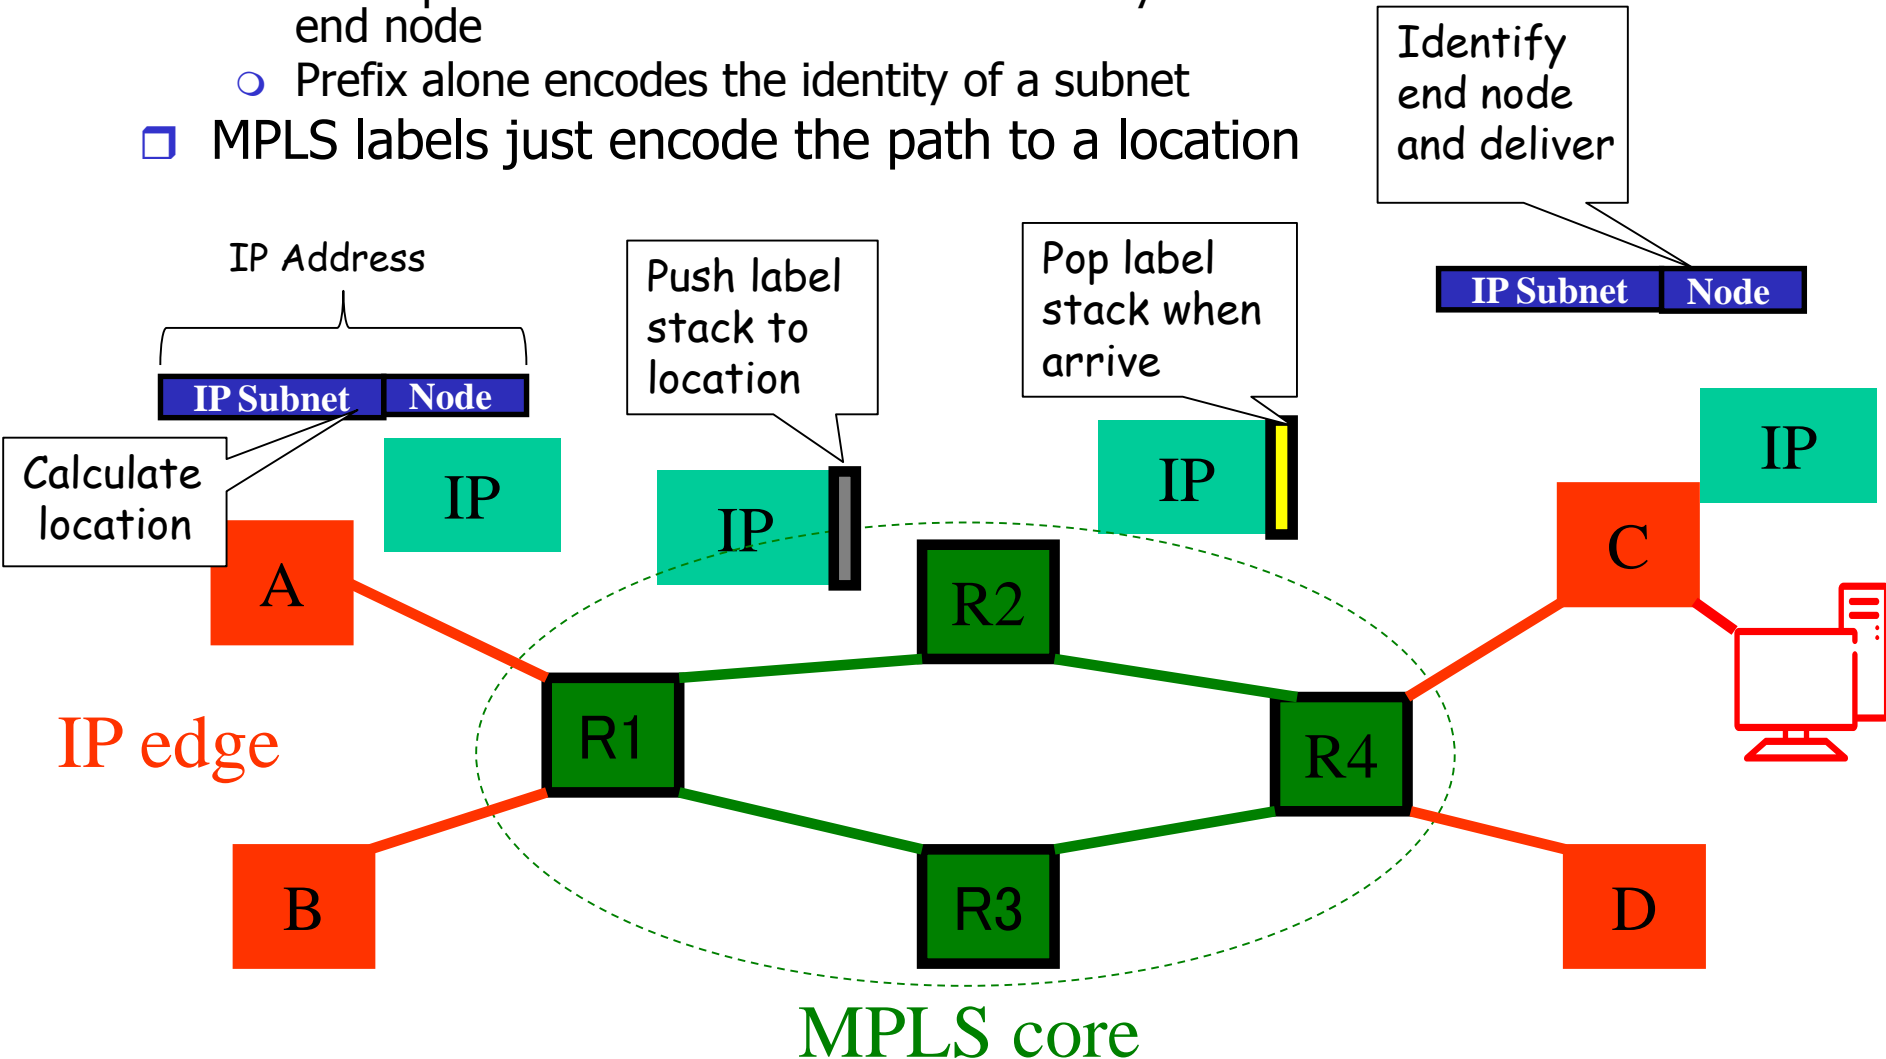 end node
Prefix alone encodes the identity of a subnet
MPLS labels just encode the path to a location
Identify
end node
and deliver
IP Address
Push label
stack to
location
Pop label
stack when
arrive
IP Subnet Node
IP Subnet Node
Calculate
location
IP
IP
IP
IP
A
R2
C
R1
R4
IP edge
B
R3
D
MPLS core